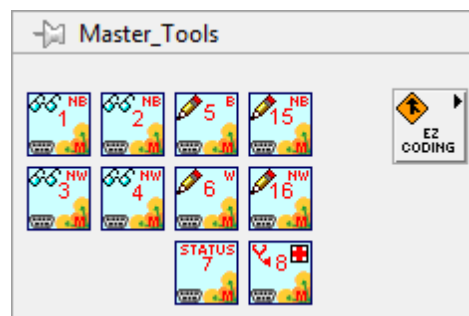 Master_Tools
NB NB B NB
1 2 5 15
M M M M
EZ
CODING
NW NW W NW
3 4 6 16
M M M M
STATUS
7 8
M M